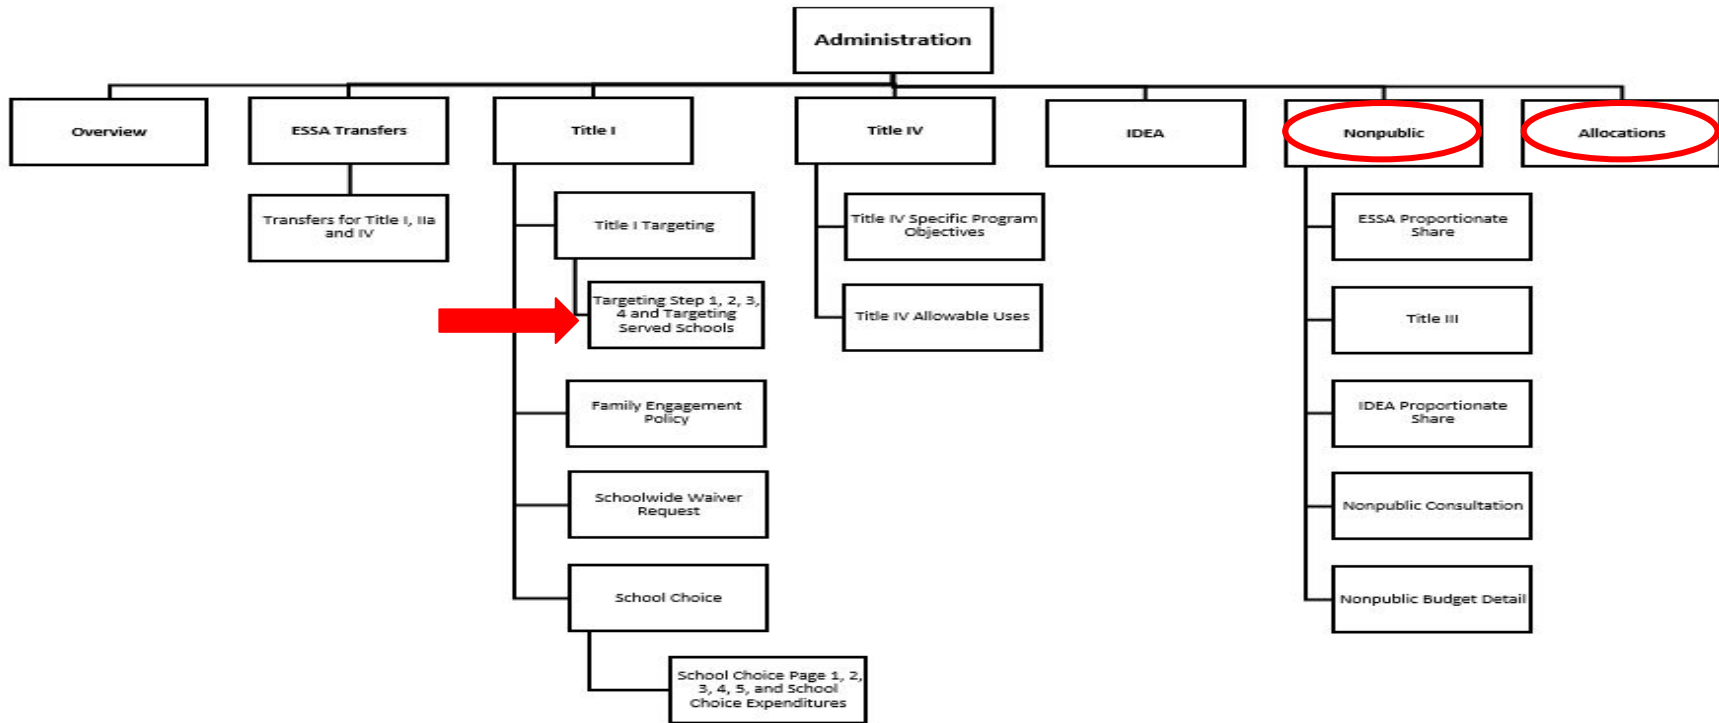 Administration
Overview
ESSA Transfers
Title I
Title IV
IDEA
Nonpublic
Allocations
Transfers for Title I, IIa
and IV
Title I Targeting
Targeting Step 1, 2, 3,
4 and Targeting
Served Schools
Family Engagement
Policy
Schoolwide Waiver
Request
School Choice
School Choice Page 1, 2,
3, 4, 5, and School
Choice Expenditures
Title IV Specific Program
Objectives
Title IV Allowable Uses
ESSA Proportionate
Share
Title III
IDEA Proportionate
Share
Nonpublic Consultation
Nonpublic Budget Detail